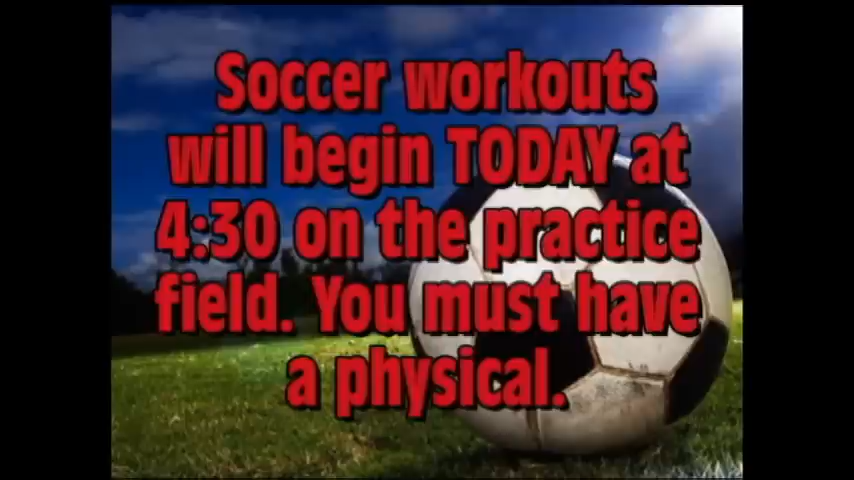 Soccer workouts
will begin TODAY at
4:30 on the practice
field. You must have
a physical.